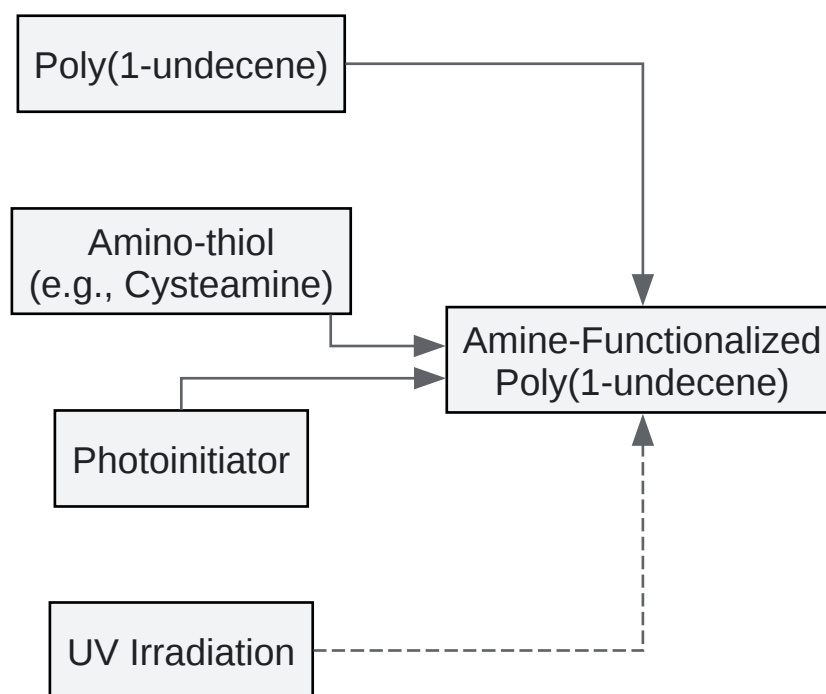 Poly(1-undecene)
Amino-thiol
(e.g., Cysteamine)
Amine-Functionalized
Poly(1-undecene)
Photoinitiator
UV Irradiation